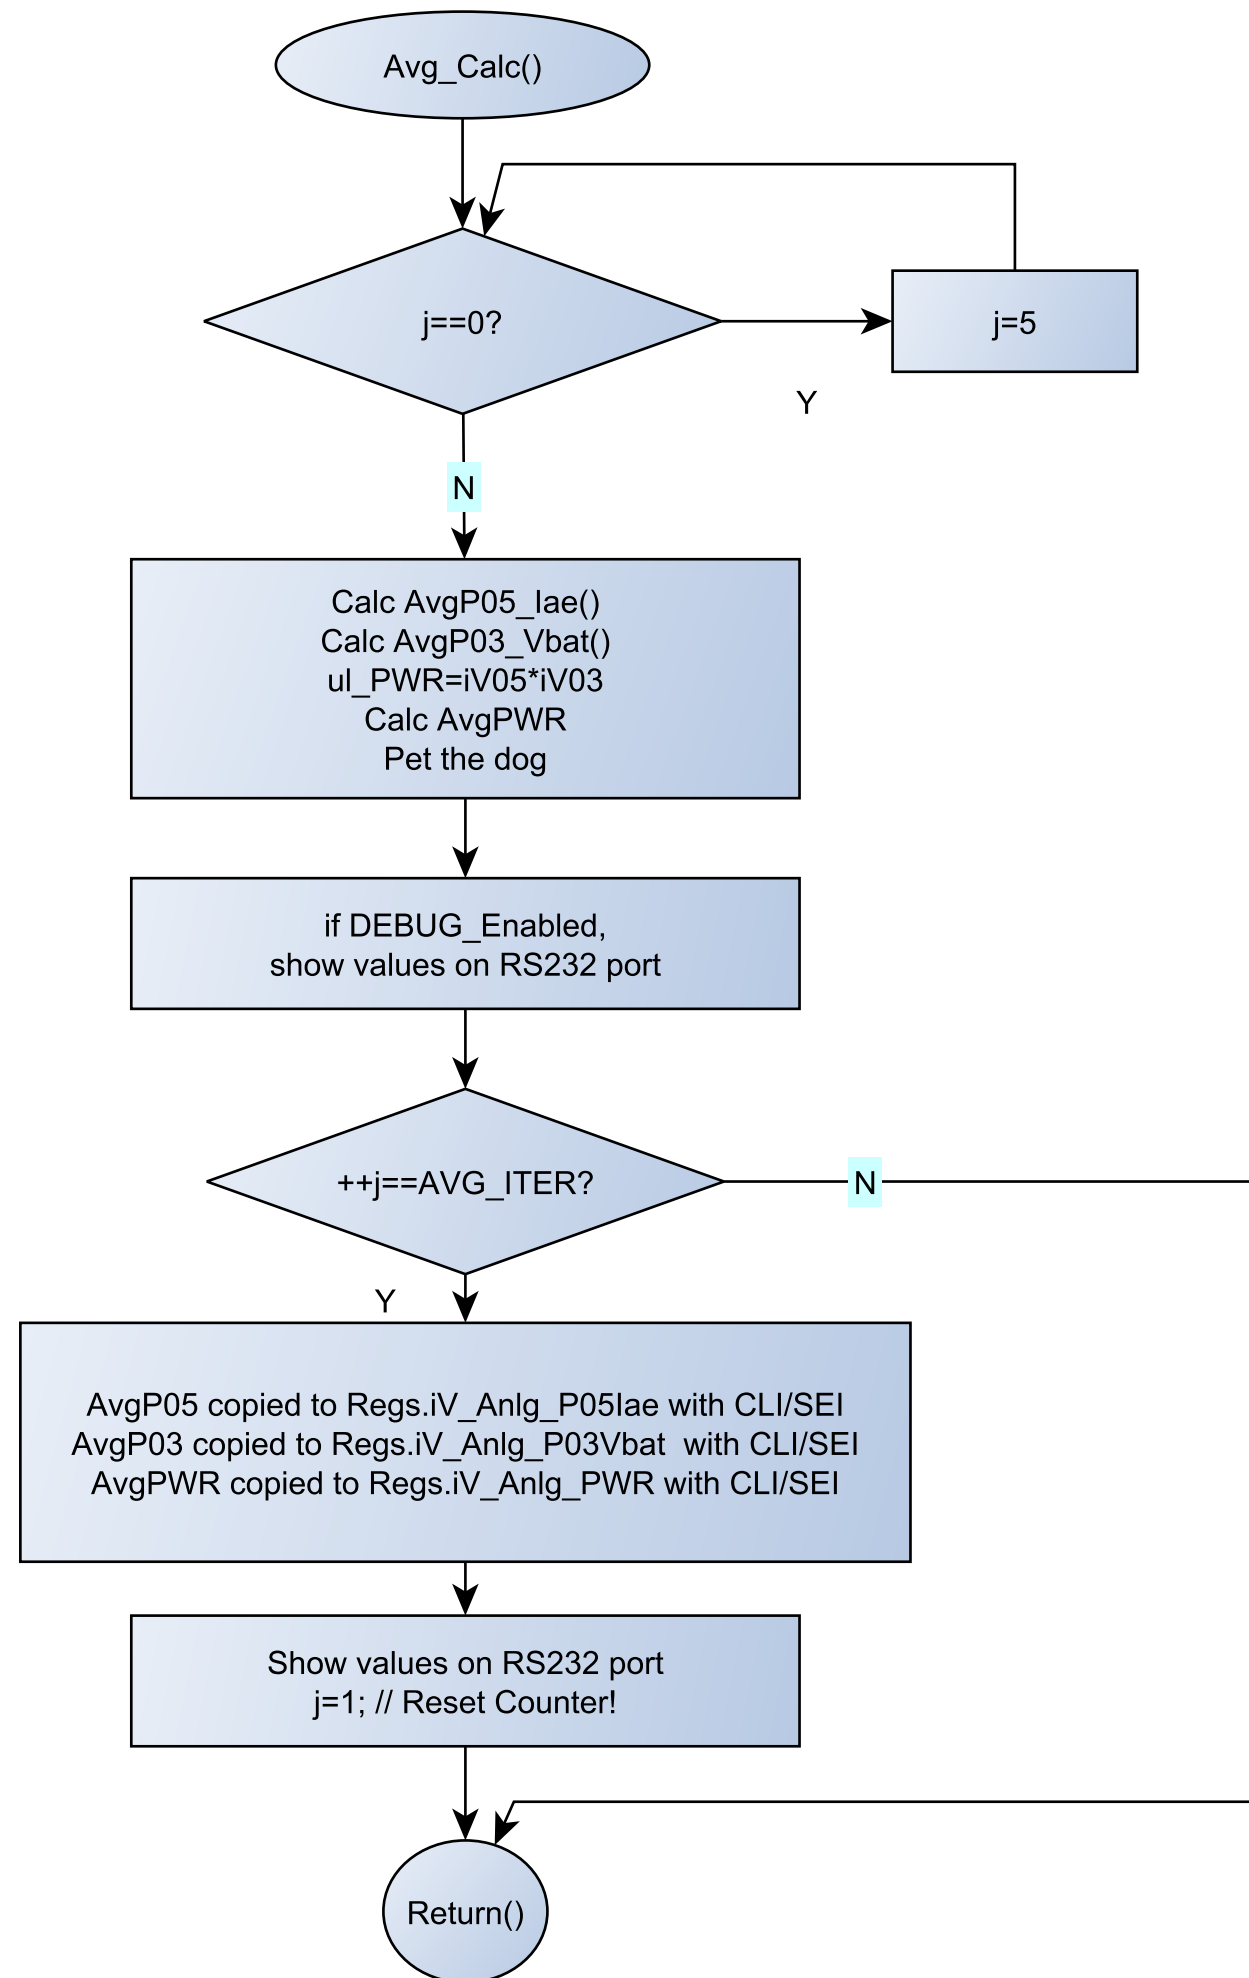 Avg_Calc()
j==0?
j=5
Y
N
Calc AvgP05_Iae()
Calc AvgP03_Vbat()
ul_PWR=iV05*iV03
Calc AvgPWR
Pet the dog
if DEBUG_Enabled,
show values on RS232 port
++j==AVG_ITER?
N
Y
AvgP05 copied to Regs.iV_Anlg_P05Iae with CLI/SEI
AvgP03 copied to Regs.iV_Anlg_P03Vbat  with CLI/SEI
AvgPWR copied to Regs.iV_Anlg_PWR with CLI/SEI
Show values on RS232 port
j=1; // Reset Counter!
Return()